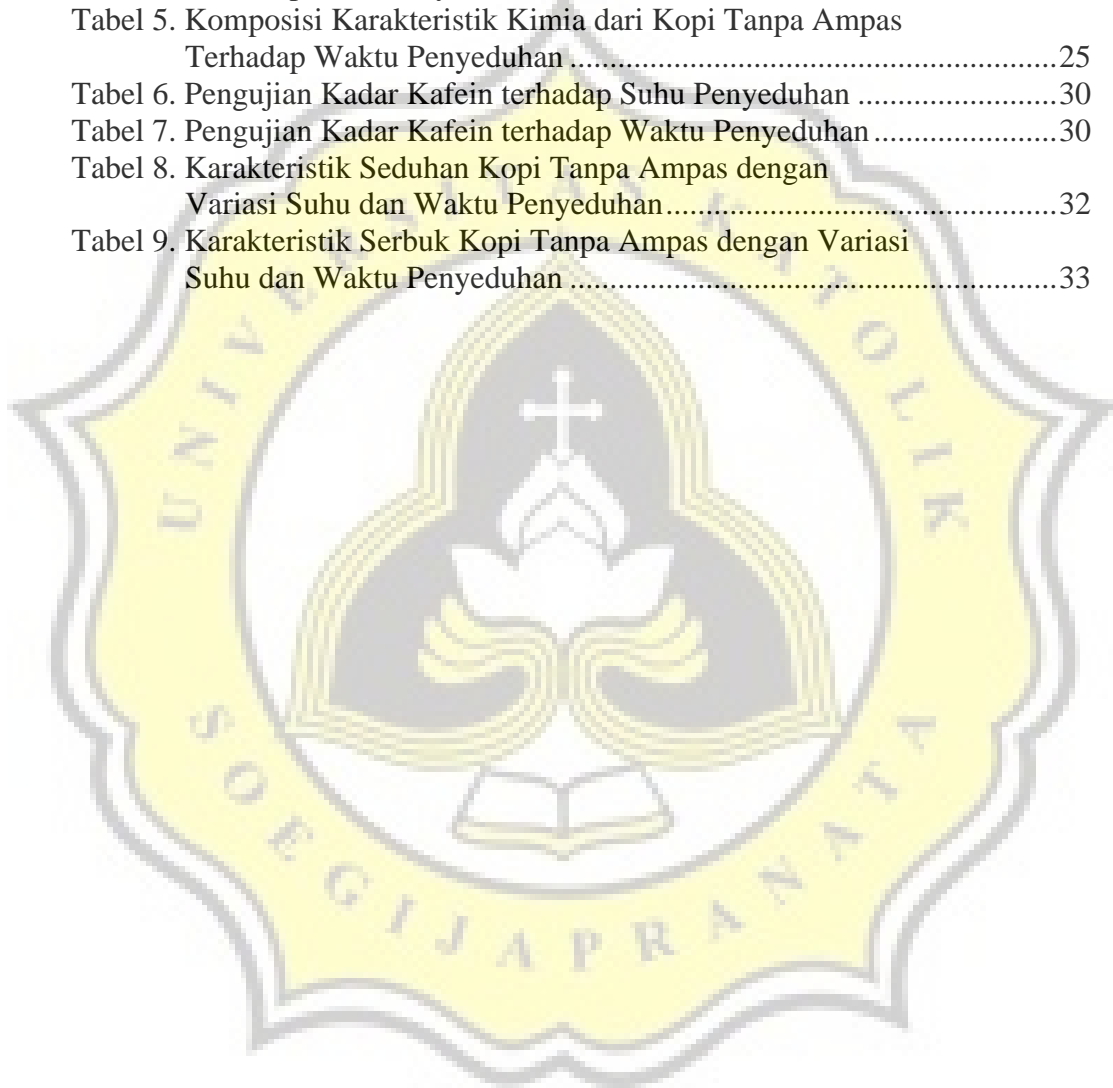 Tabel 5. Komposisi Karakteristik Kimia dari Kopi Tanpa Ampas
Terhadap Waktu Penyeduhan ................................................................25
Tabel 6. Pengujian Kadar Kafein terhadap Suhu Penyeduhan ..........................30
Tabel 7. Pengujian Kadar Kafein terhadap Waktu Penyeduhan ........................30
Tabel 8. Karakteristik Seduhan Kopi Tanpa Ampas dengan
Variasi Suhu dan Waktu Penyeduhan ...................................................32
Tabel 9. Karakteristik Serbuk Kopi Tanpa Ampas dengan Variasi
Suhu dan Waktu Penyeduhan ................................................................33
UNIVERSITAS KATOLIK
SOEGIJAPRANATA